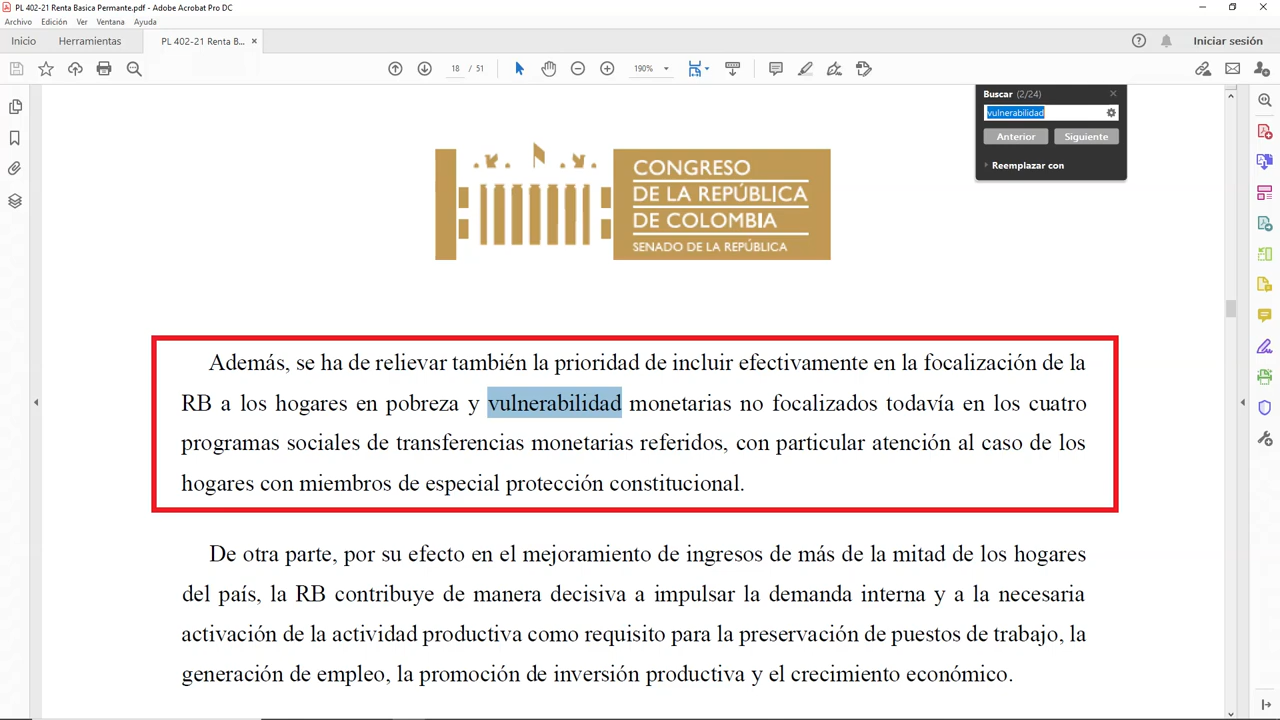 PL 402-21 Renta Basica Permante.pdf - Adobe Acrobat Pro DC
Archivo Edición Ver Ventana Ayuda
Inicio Herramientas PL 402-21 Renta B... × Iniciar sesión
18 / 51 190%
Buscar (2/24)
vulnerabilidad
Anterior Siguiente
Reemplazar con
CONGRESO
DE LA REPÚBLICA
DE COLOMBIA
SENADO DE LA REPÚBLICA
Además, se ha de relievar también la prioridad de incluir efectivamente en la focalización de la
RB a los hogares en pobreza y vulnerabilidad monetarias no focalizados todavía en los cuatro
programas sociales de transferencias monetarias referidos, con particular atención al caso de los
hogares con miembros de especial protección constitucional.
De otra parte, por su efecto en el mejoramiento de ingresos de más de la mitad de los hogares
del país, la RB contribuye de manera decisiva a impulsar la demanda interna y a la necesaria
activación de la actividad productiva como requisito para la preservación de puestos de trabajo, la
generación de empleo, la promoción de inversión productiva y el crecimiento económico.